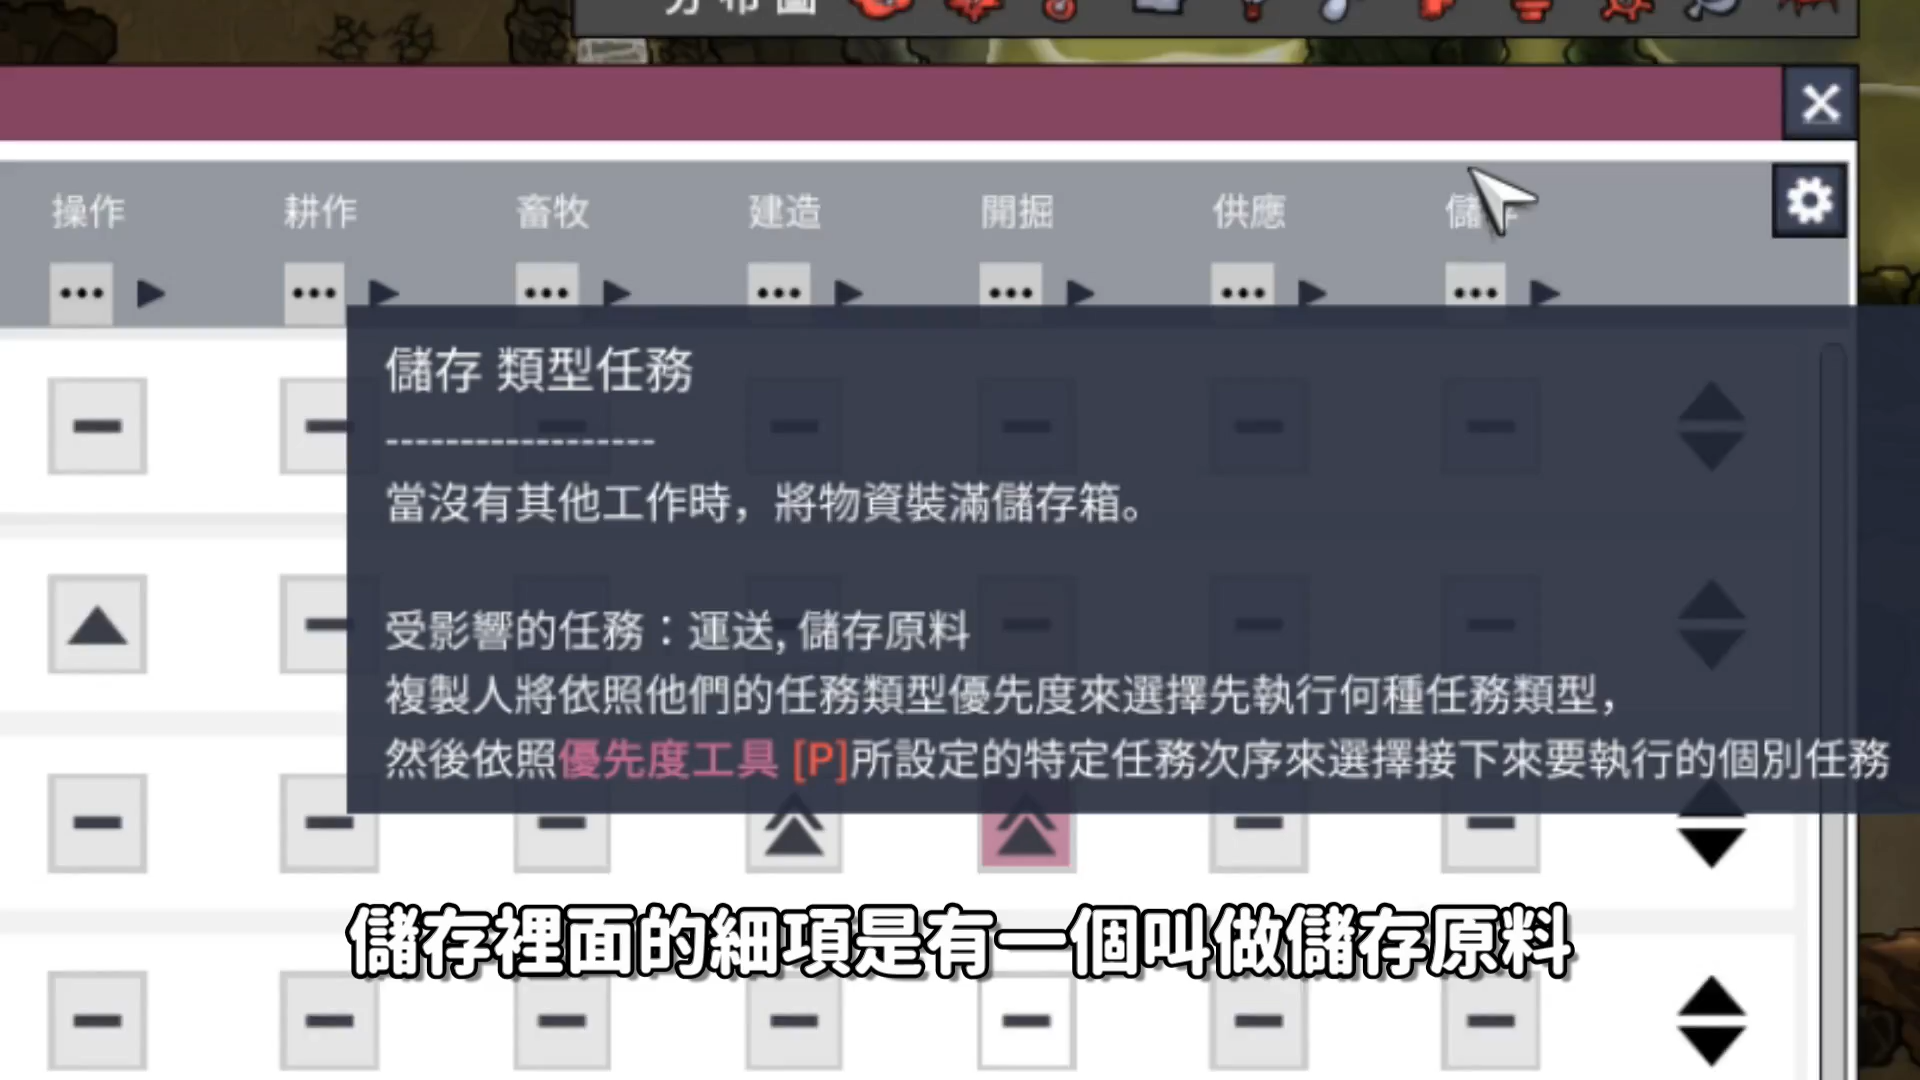 分布圖
操作 耕作 畜牧 建造 開掘 供應 儲存
儲存 類型任務
------------------
當沒有其他工作時，將物資裝滿儲存箱。
受影響的任務：運送, 儲存原料
複製人將依照他們的任務類型優先度來選擇先執行何種任務類型，
然後依照優先度工具 [P]所設定的特定任務次序來選擇接下來要執行的個別任務
儲存裡面的細項是有一個叫做儲存原料